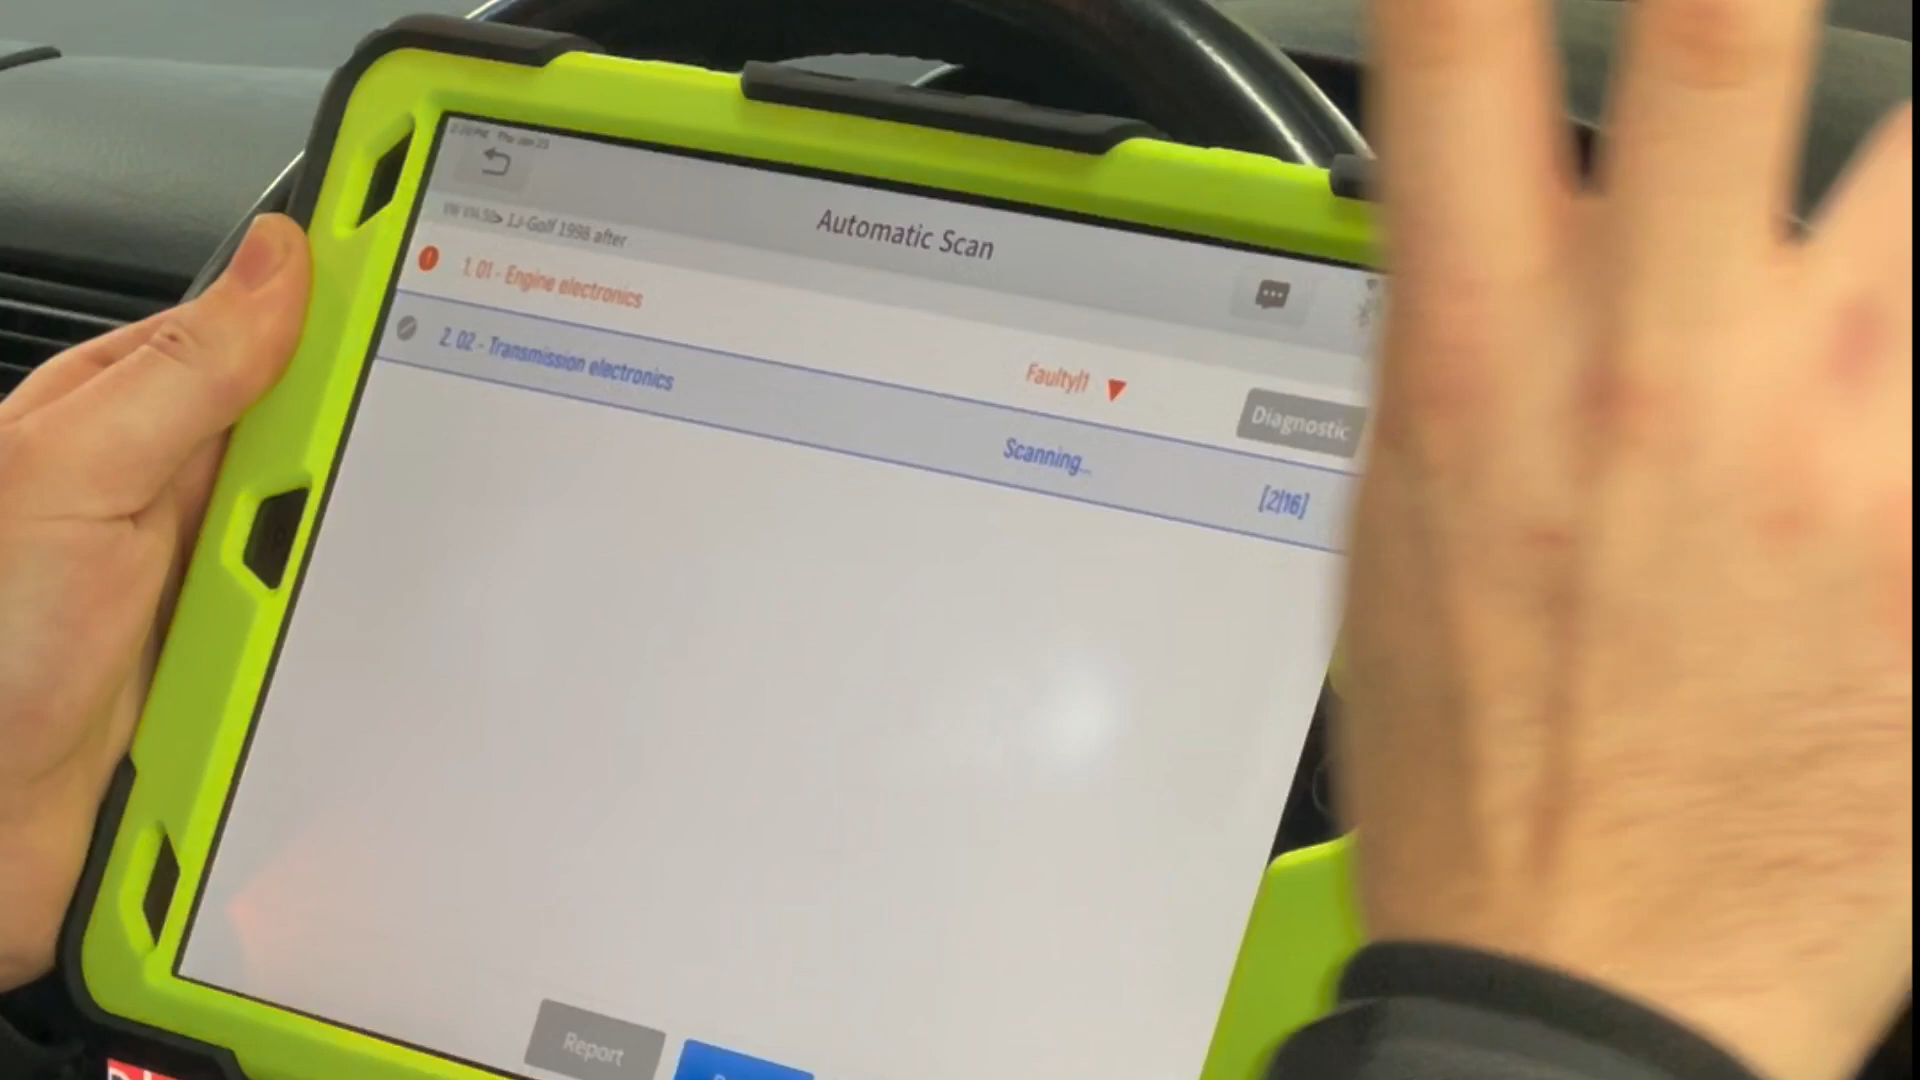 Automatic Scan
1J-Golf 1998 after
1. 01 - Engine electronics
Faulty|1
Diagnostic
2. 02 - Transmission electronics
Scanning...
[2|16]
Report